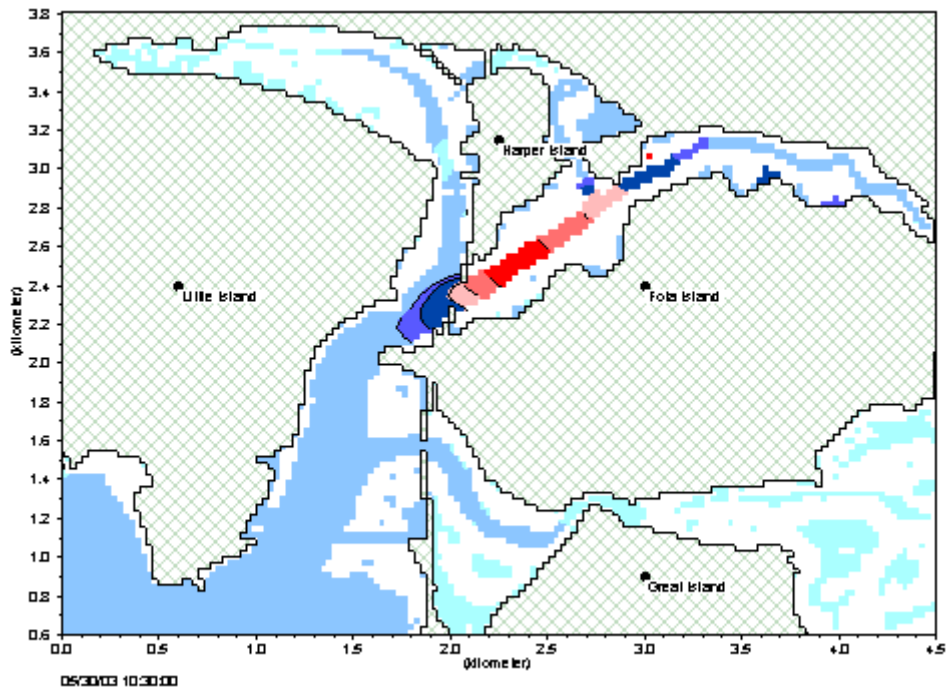 3.8
3.6
3.4
3.2
3.0
2.8
2.6
2.4
2.2
2.0
1.8
1.6
1.4
1.2
1.0
0.8
0.6
(kilometer)
Harper Island
Little Island
Fota Island
Great Island
0.0 0.5 1.0 1.5 2.0 2.5 3.0 3.5 4.0 4.5
(kilometer)
05/30/03 10:30:00